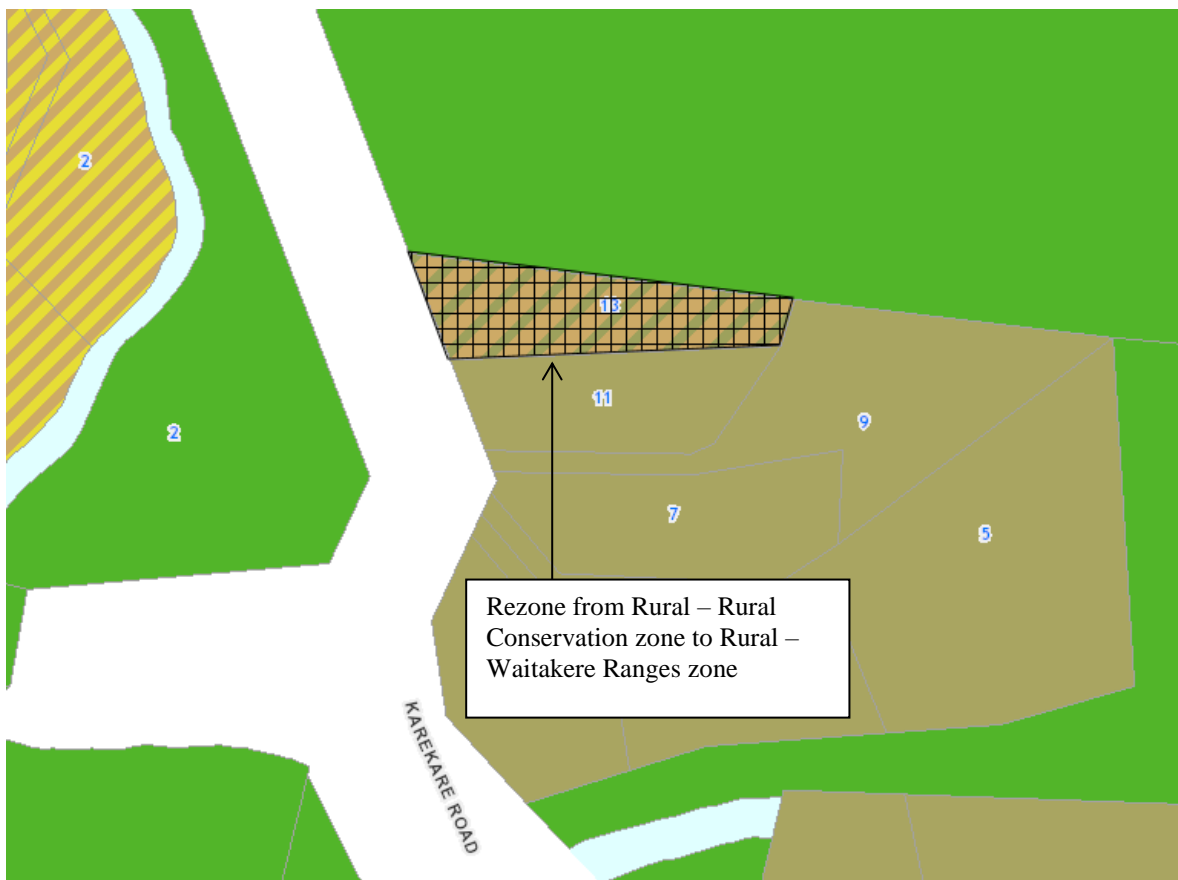 2
13
11
9
2
7
5
Rezone from Rural – Rural
Conservation zone to Rural –
Waitakere Ranges zone
KAREKARE ROAD